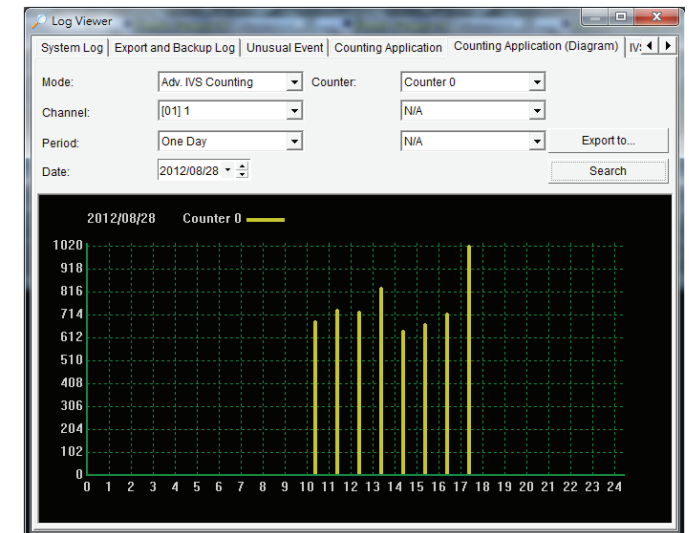 Log Viewer
System Log Export and Backup Log Unusual Event Counting Application Counting Application (Diagram)
Mode: Adv. IVS Counting Counter: Counter 0
Channel: [01] 1 N/A
Period: One Day N/A Export to...
Date: 2012/08/28 Search
2012/08/28 Counter 0
1020
918
816
714
612
510
408
306
204
102
0
0 1 2 3 4 5 6 7 8 9 10 11 12 13 14 15 16 17 18 19 20 21 22 23 24